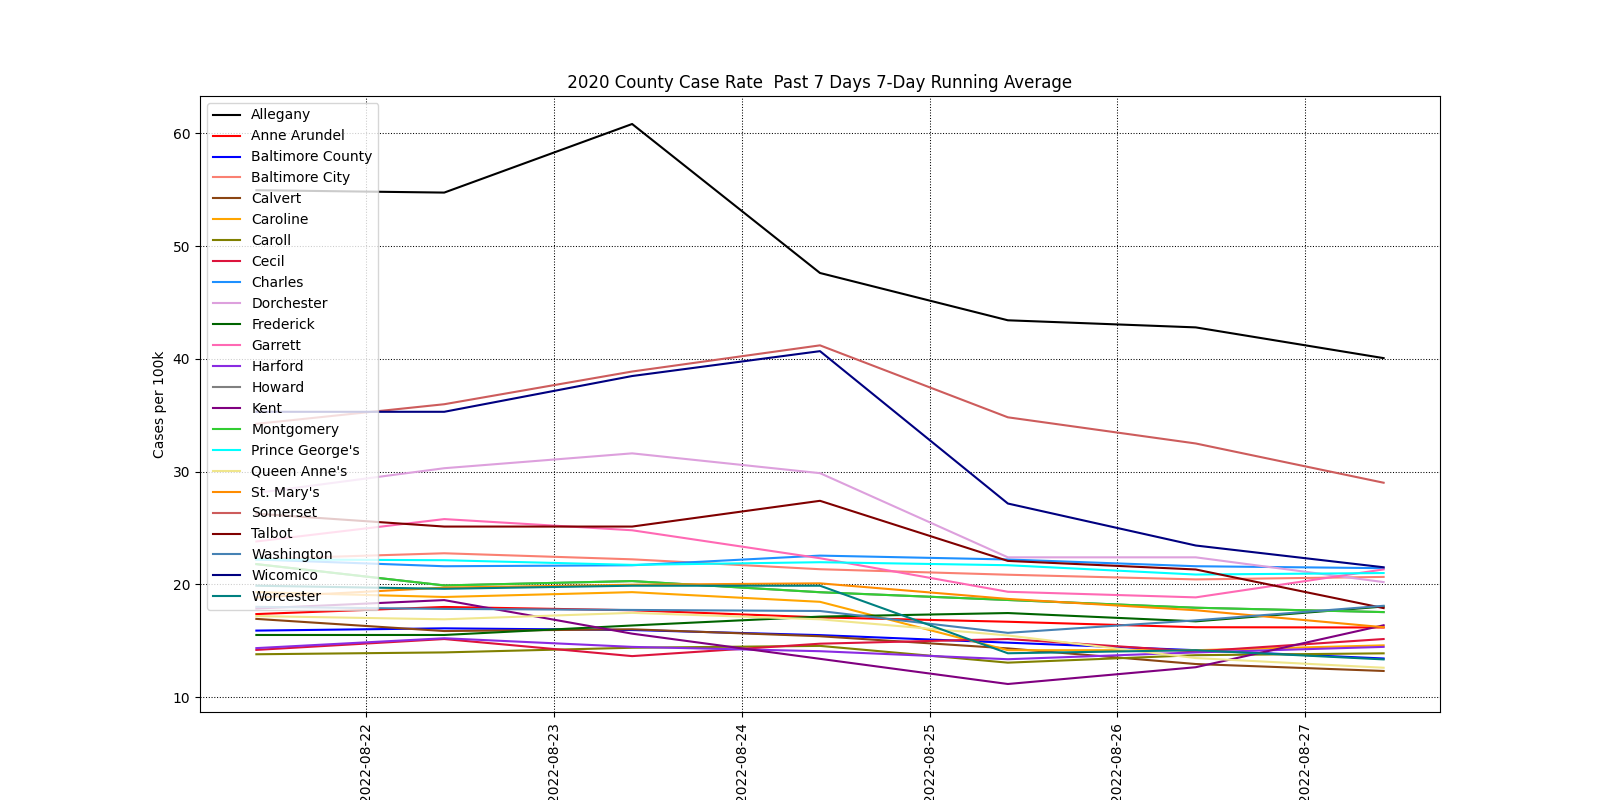 2020 County Case Rate  Past 7 Days 7-Day Running Average
Allegany
Anne Arundel
Baltimore County
Baltimore City
Calvert
Caroline
Caroll
Cecil
Charles
Dorchester
Frederick
Garrett
Harford
Howard
Kent
Montgomery
Prince George's
Queen Anne's
St. Mary's
Somerset
Talbot
Washington
Wicomico
Worcester
Cases per 100k
60
50
40
30
20
10
2022-08-22
2022-08-23
2022-08-24
2022-08-25
2022-08-26
2022-08-27